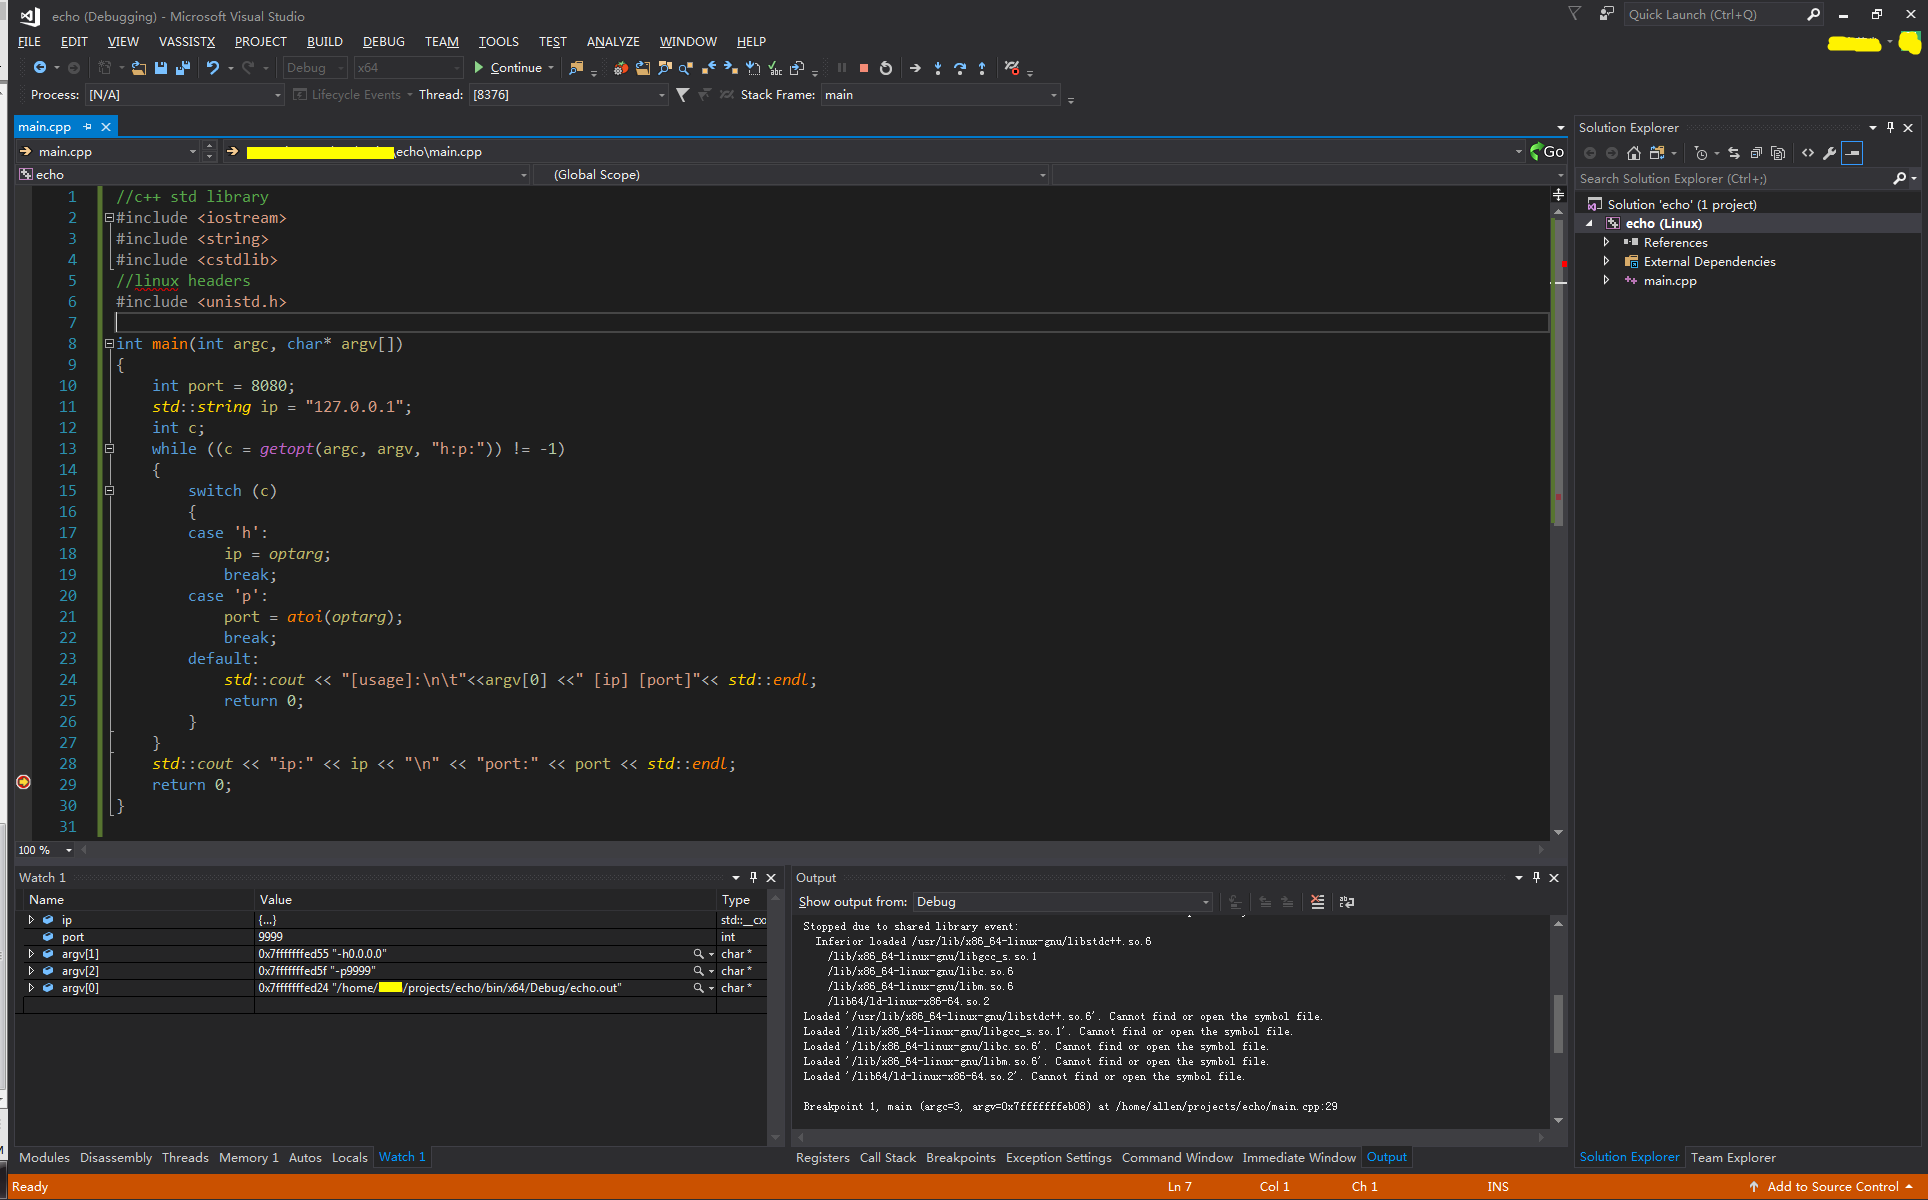 echo (Debugging) - Microsoft Visual Studio
Quick Launch (Ctrl+Q)
FILE EDIT VIEW VASSISTX PROJECT BUILD DEBUG TEAM TOOLS TEST ANALYZE WINDOW HELP
Debug x64 Continue
Process: [N/A] Lifecycle Events Thread: [8376] Stack Frame: main
main.cpp
main.cpp echo\main.cpp Go
echo (Global Scope)
1 //c++ std library
2 #include <iostream>
3 #include <string>
4 #include <cstdlib>
5 //linux headers
6 #include <unistd.h>
7
8 int main(int argc, char* argv[])
9 {
10 int port = 8080;
11 std::string ip = "127.0.0.1";
12 int c;
13 while ((c = getopt(argc, argv, "h:p:")) != -1)
14 {
15 switch (c)
16 {
17 case 'h':
18 ip = optarg;
19 break;
20 case 'p':
21 port = atoi(optarg);
22 break;
23 default:
24 std::cout << "[usage]:\n\t"<<argv[0] <<" [ip] [port]"<< std::endl;
25 return 0;
26 }
27 }
28 std::cout << "ip:" << ip << "\n" << "port:" << port << std::endl;
29 return 0;
30 }
31
100 %
Solution Explorer
Search Solution Explorer (Ctrl+;)
Solution 'echo' (1 project)
echo (Linux)
References
External Dependencies
main.cpp
Watch 1
Name Value Type
ip {...} std::__cx
port 9999 int
argv[1] 0x7fffffffed55 "-h0.0.0.0" char *
argv[2] 0x7fffffffed5f "-p9999" char *
argv[0] 0x7fffffffed24 "/home/ /projects/echo/bin/x64/Debug/echo.out" char *
Output
Show output from: Debug
Stopped due to shared library event:
Inferior loaded /usr/lib/x86_64-linux-gnu/libstdc++.so.6
/lib/x86_64-linux-gnu/libgcc_s.so.1
/lib/x86_64-linux-gnu/libc.so.6
/lib/x86_64-linux-gnu/libm.so.6
/lib64/ld-linux-x86-64.so.2
Loaded '/usr/lib/x86_64-linux-gnu/libstdc++.so.6'. Cannot find or open the symbol file.
Loaded '/lib/x86_64-linux-gnu/libgcc_s.so.1'. Cannot find or open the symbol file.
Loaded '/lib/x86_64-linux-gnu/libc.so.6'. Cannot find or open the symbol file.
Loaded '/lib/x86_64-linux-gnu/libm.so.6'. Cannot find or open the symbol file.
Loaded '/lib64/ld-linux-x86-64.so.2'. Cannot find or open the symbol file.
Breakpoint 1, main (argc=3, argv=0x7fffffffeb08) at /home/allen/projects/echo/main.cpp:29
Modules Disassembly Threads Memory 1 Autos Locals Watch 1
Registers Call Stack Breakpoints Exception Settings Command Window Immediate Window Output
Solution Explorer Team Explorer
Ready Ln 7 Col 1 Ch 1 INS Add to Source Control